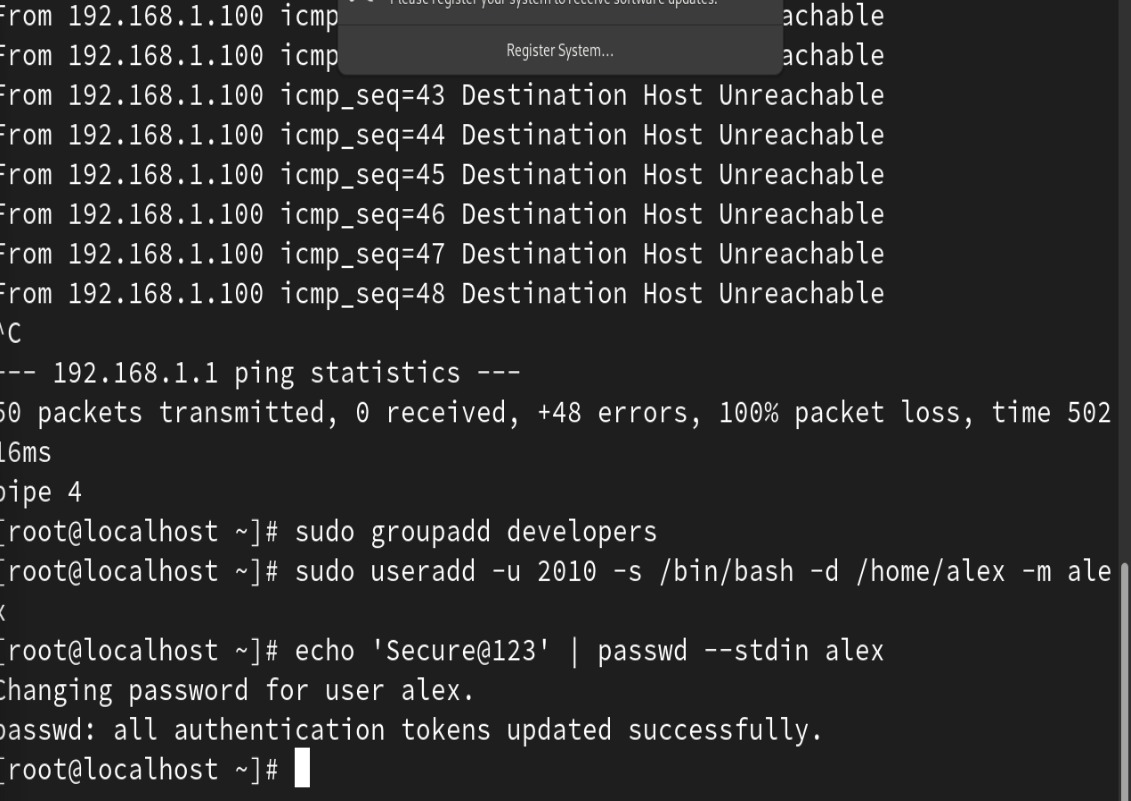 From 192.168.1.100 icmp achable
Please register your system to receive software updates.
From 192.168.1.100 icmp achable
Register System...
From 192.168.1.100 icmp_seq=43 Destination Host Unreachable
From 192.168.1.100 icmp_seq=44 Destination Host Unreachable
From 192.168.1.100 icmp_seq=45 Destination Host Unreachable
From 192.168.1.100 icmp_seq=46 Destination Host Unreachable
From 192.168.1.100 icmp_seq=47 Destination Host Unreachable
From 192.168.1.100 icmp_seq=48 Destination Host Unreachable
^C
--- 192.168.1.1 ping statistics ---
50 packets transmitted, 0 received, +48 errors, 100% packet loss, time 502
16ms
pipe 4
[root@localhost ~]# sudo groupadd developers
[root@localhost ~]# sudo useradd -u 2010 -s /bin/bash -d /home/alex -m ale
x
[root@localhost ~]# echo 'Secure@123' | passwd --stdin alex
Changing password for user alex.
passwd: all authentication tokens updated successfully.
[root@localhost ~]#